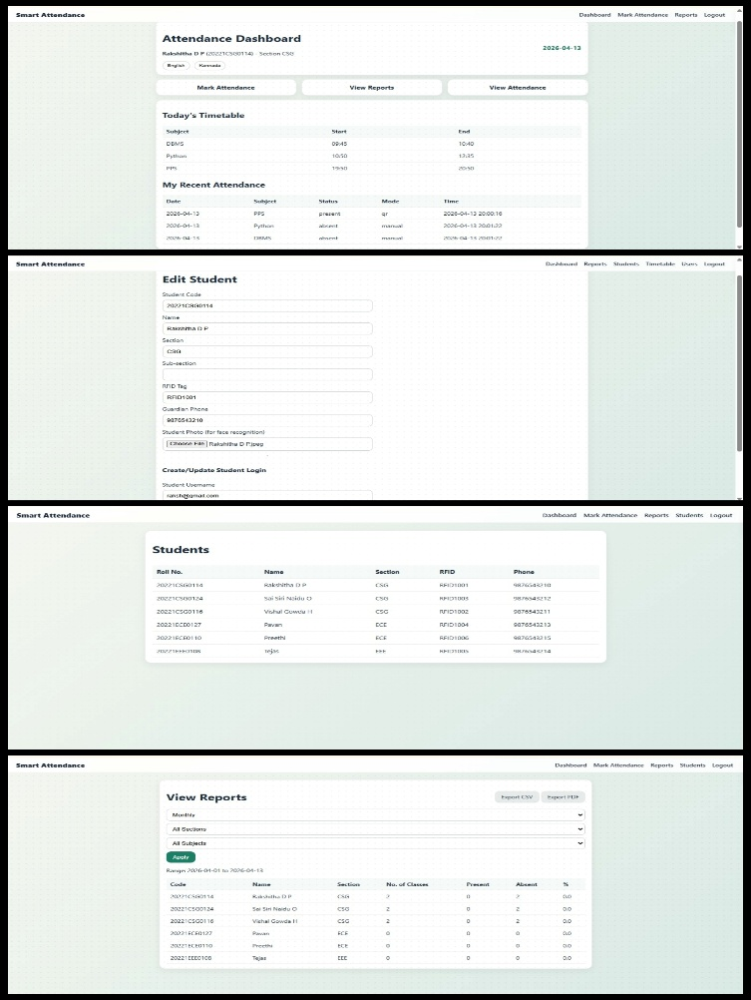 Smart Attendance Dashboard Mark Attendance Reports Logout
Attendance Dashboard
Rakshitha D P (20221CSG0114) - Section CSG 2026-04-13
English Kannada
Mark Attendance View Reports View Attendance
Today's Timetable
Subject Start End
DBMS 09:45 10:40
Python 10:50 12:35
PPS 19:50 20:50
My Recent Attendance
Date Subject Status Mode Time
2026-04-13 PPS present qr 2026-04-13 20:00:16
2026-04-13 Python absent manual 2026-04-13 20:01:22
2026-04-13 DBMS absent manual 2026-04-13 20:01:22
Smart Attendance Dashboard Reports Students Timetable Users Logout
Edit Student
Student Code
20221CSG0114
Name
Rakshitha D P
Section
CSG
Sub-section
RFID Tag
RFID1001
Guardian Phone
9876543210
Student Photo (for face recognition)
Choose File Rakshitha D P.jpeg
Create/Update Student Login
Student Username
raksh@gmail.com
Smart Attendance Dashboard Mark Attendance Reports Students Logout
Students
Roll No. Name Section RFID Phone
20221CSG0114 Rakshitha D P CSG RFID1001 9876543210
20221CSG0124 Sai Siri Naidu O CSG RFID1003 9876543212
20221CSG0116 Vishal Gowda H CSG RFID1002 9876543211
20221ECE0127 Pavan ECE RFID1004 9876543213
20221ECE0110 Preethi ECE RFID1006 9876543215
20221EEE0108 Tejas EEE RFID1005 9876543214
Smart Attendance Dashboard Mark Attendance Reports Students Logout
View Reports Export CSV Export PDF
Monthly
All Sections
All Subjects
Apply
Range: 2026-04-01 to 2026-04-13
Code Name Section No. of Classes Present Absent %
20221CSG0114 Rakshitha D P CSG 2 0 2 0.0
20221CSG0124 Sai Siri Naidu O CSG 2 0 2 0.0
20221CSG0116 Vishal Gowda H CSG 2 0 2 0.0
20221ECE0127 Pavan ECE 0 0 0 0.0
20221ECE0110 Preethi ECE 0 0 0 0.0
20221EEE0108 Tejas EEE 0 0 0 0.0